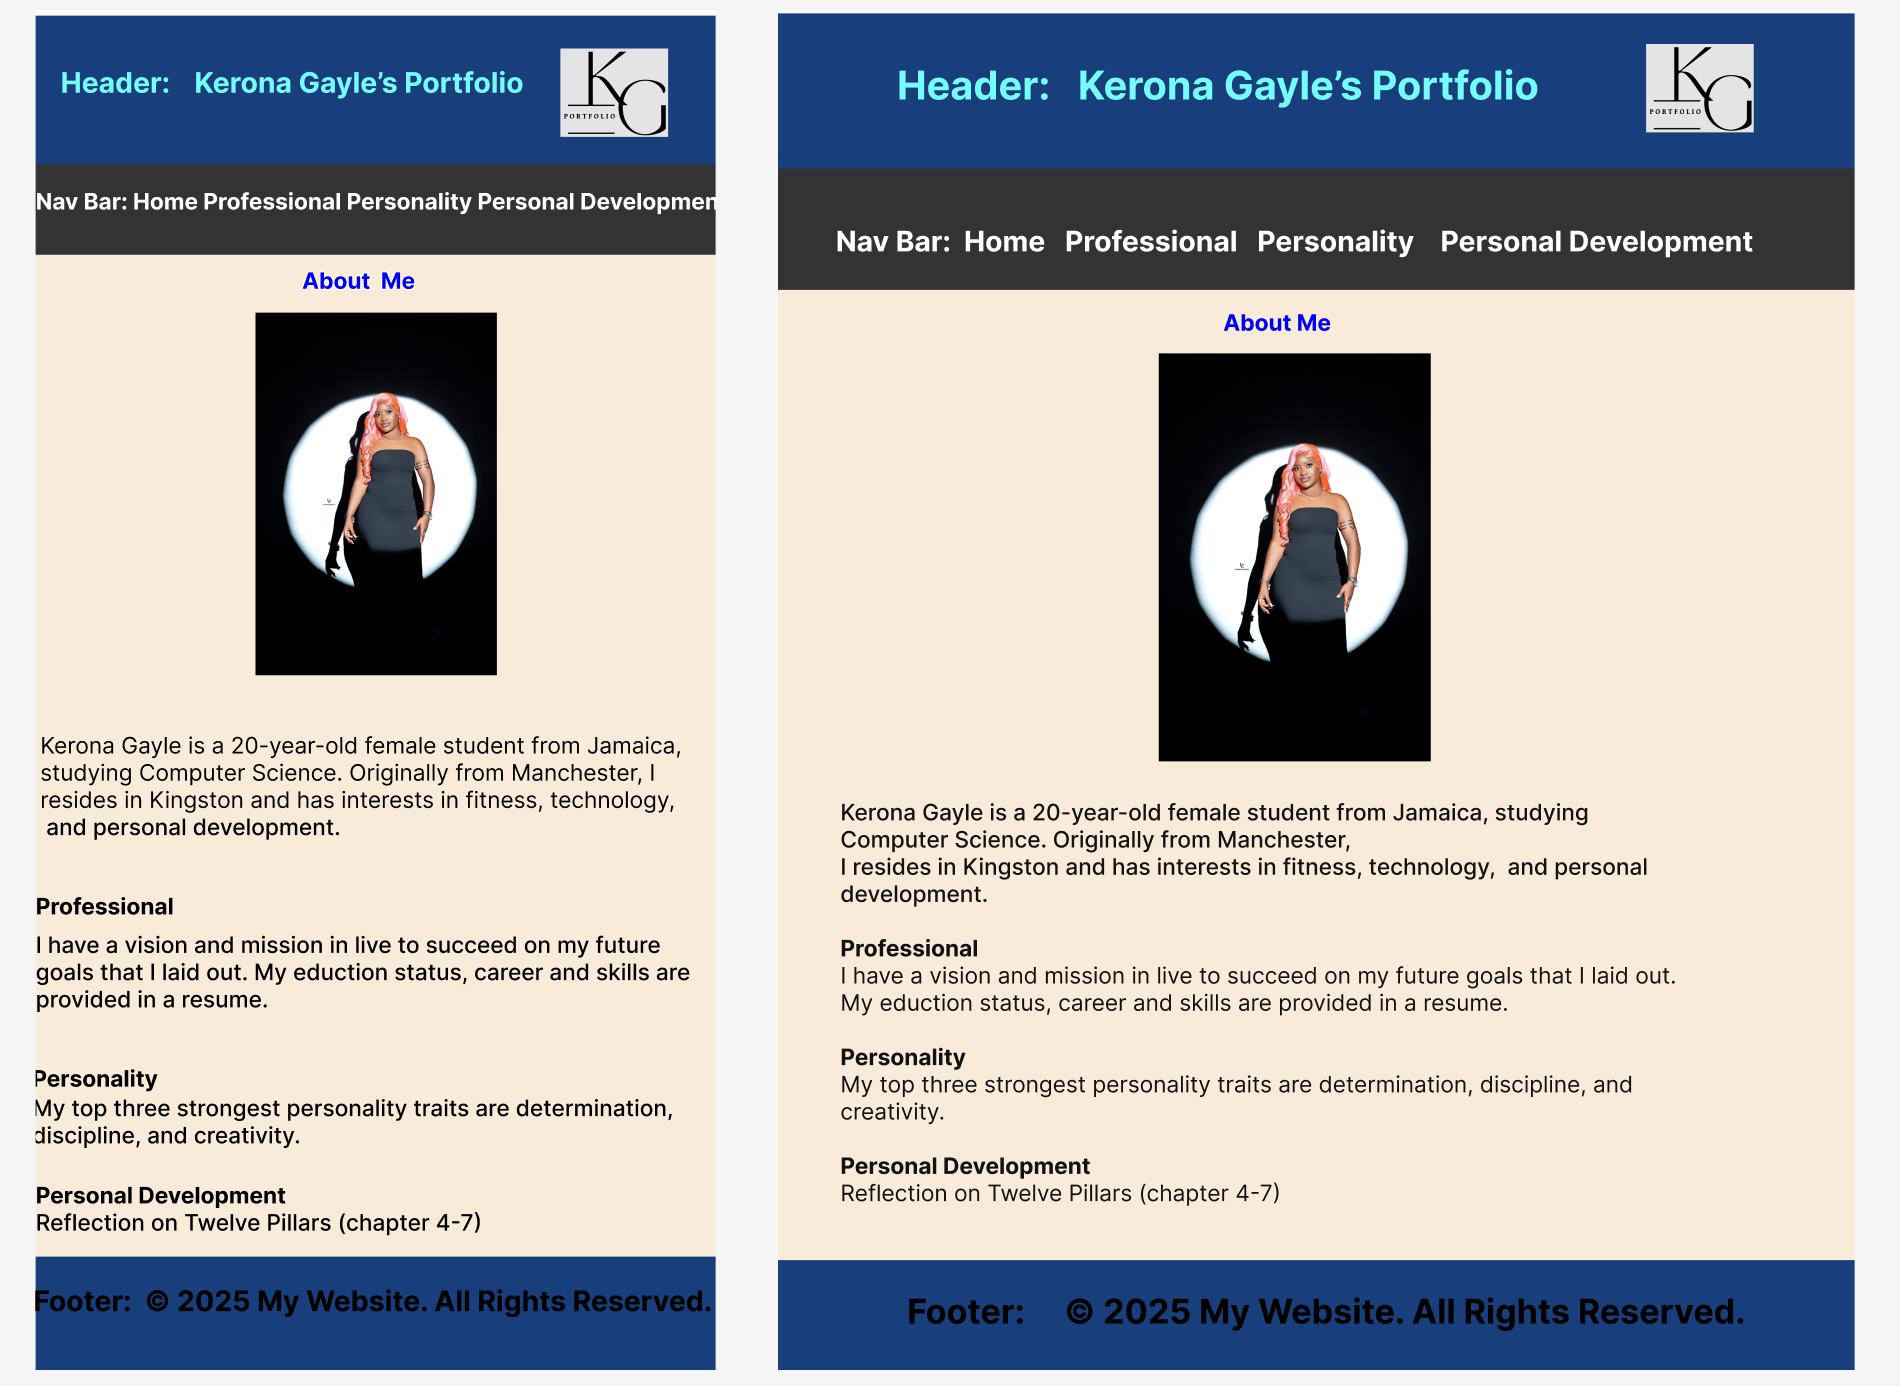 Header: Kerona Gayle’s Portfolio
KG
PORTFOLIO
Nav Bar: Home Professional Personality Personal Developmen
About Me
Kerona Gayle is a 20-year-old female student from Jamaica,
studying Computer Science. Originally from Manchester, I
resides in Kingston and has interests in fitness, technology,
and personal development.
Professional
I have a vision and mission in live to succeed on my future
goals that I laid out. My eduction status, career and skills are
provided in a resume.
Personality
My top three strongest personality traits are determination,
discipline, and creativity.
Personal Development
Reflection on Twelve Pillars (chapter 4-7)
Footer: © 2025 My Website. All Rights Reserved.
Header: Kerona Gayle’s Portfolio
KG
PORTFOLIO
Nav Bar: Home Professional Personality Personal Development
About Me
Kerona Gayle is a 20-year-old female student from Jamaica, studying
Computer Science. Originally from Manchester,
I resides in Kingston and has interests in fitness, technology, and personal
development.
Professional
I have a vision and mission in live to succeed on my future goals that I laid out.
My eduction status, career and skills are provided in a resume.
Personality
My top three strongest personality traits are determination, discipline, and
creativity.
Personal Development
Reflection on Twelve Pillars (chapter 4-7)
Footer: © 2025 My Website. All Rights Reserved.